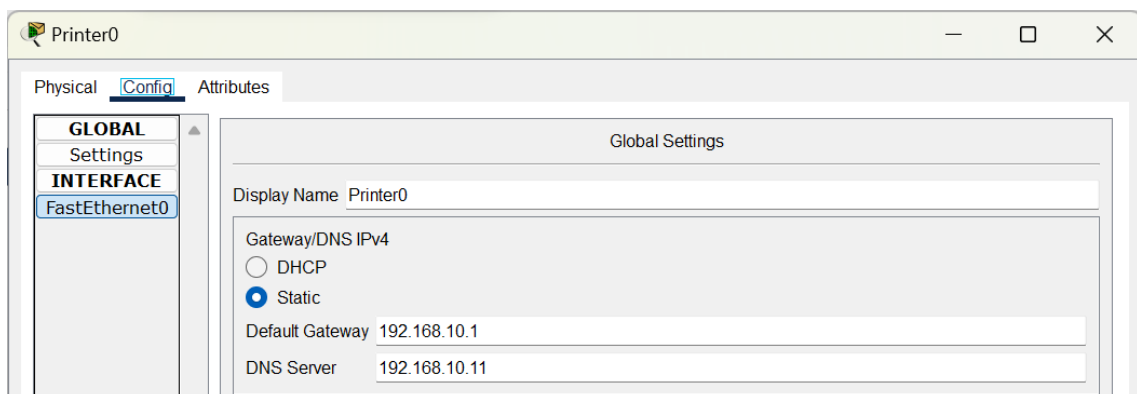 Printer0
Physical Config Attributes
GLOBAL
Settings
INTERFACE
FastEthernet0
Global Settings
Display Name Printer0
Gateway/DNS IPv4
DHCP
Static
Default Gateway 192.168.10.1
DNS Server 192.168.10.11